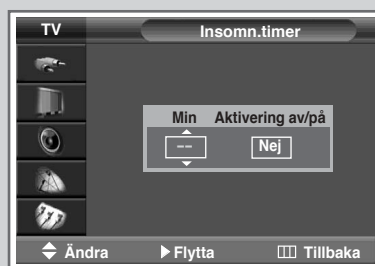 TV
Insomn.timer
Min Aktivering av/på
-- Nej
Ändra Flytta Tillbaka